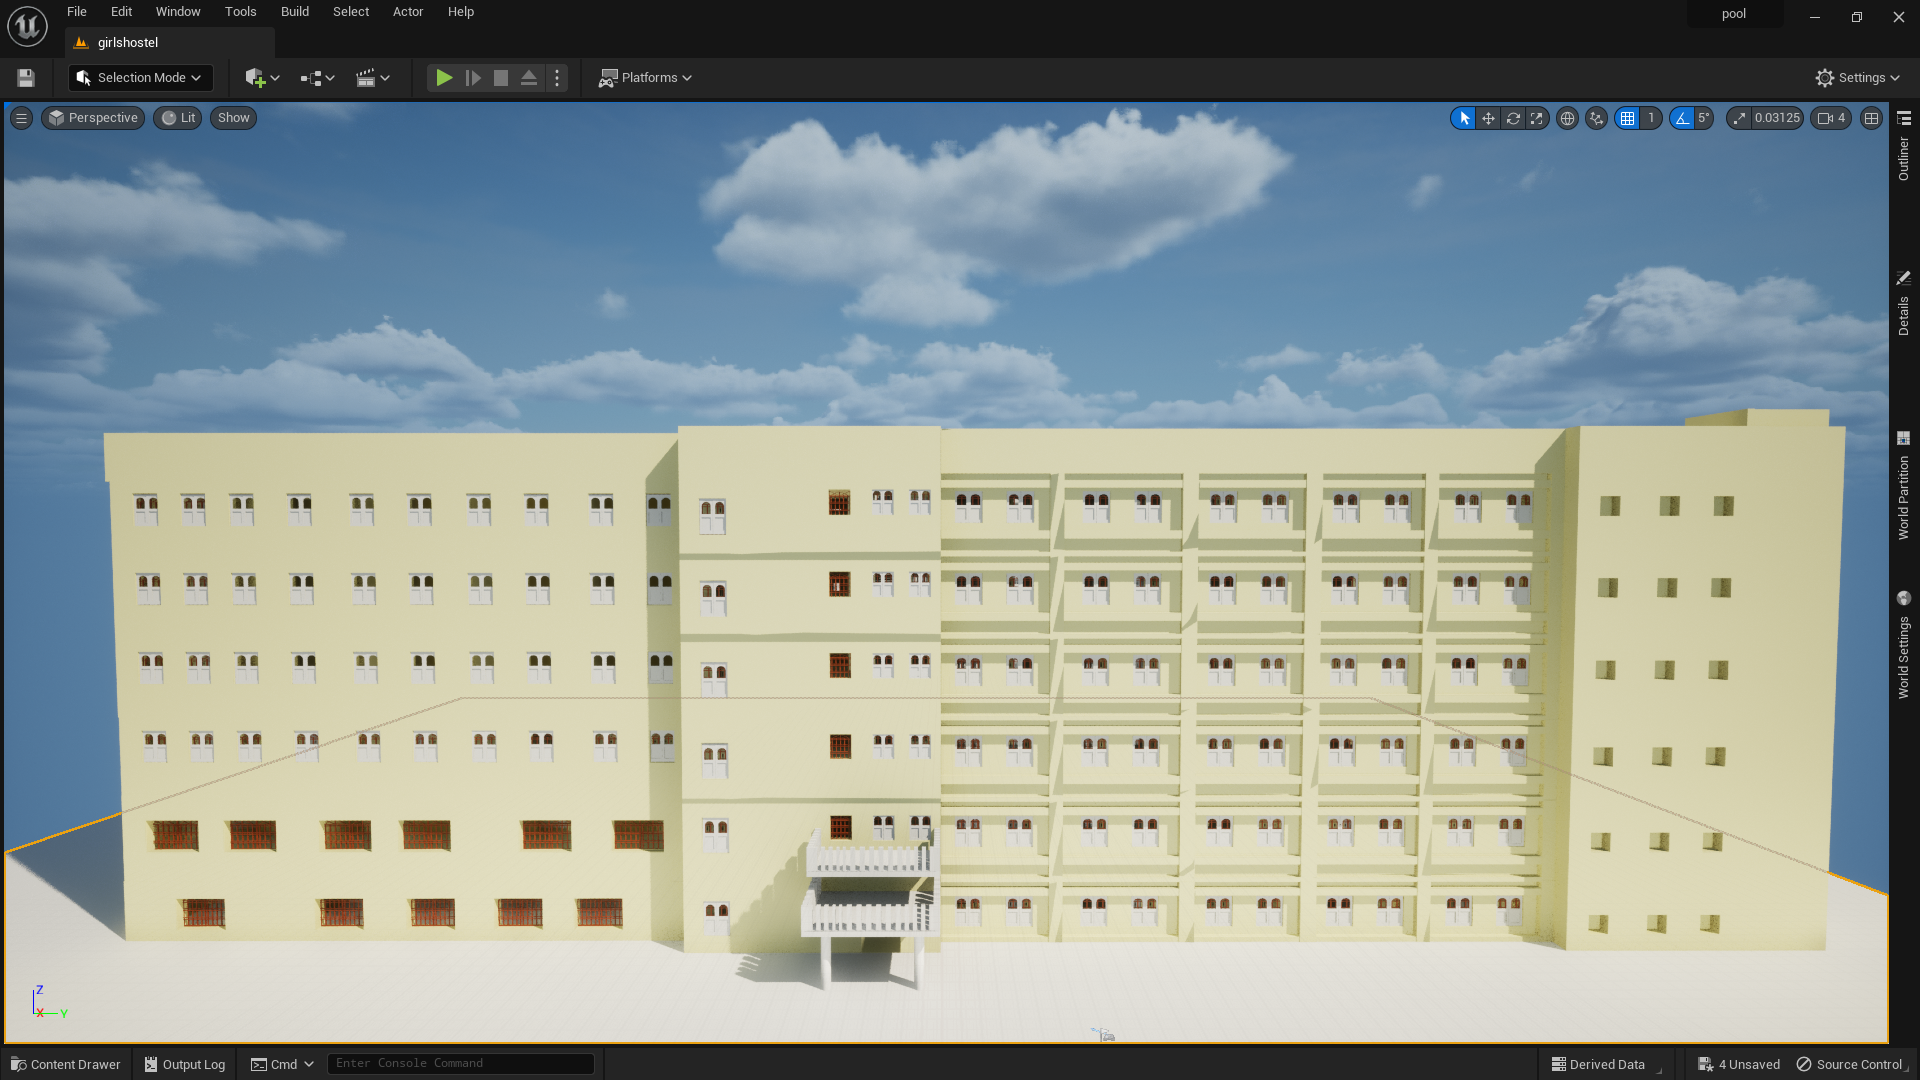 File Edit Window Tools Build Select Actor Help
pool
girlshostel
Selection Mode
Platforms
Settings
Perspective Lit Show
1 5° 0.03125 4
Outliner
Details
World Partition
World Settings
Z
X Y
Content Drawer Output Log Cmd Enter Console Command Derived Data 4 Unsaved Source Control